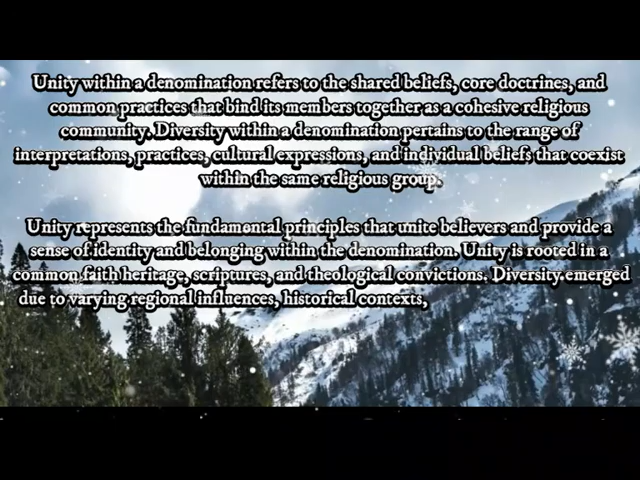 Unity within a denomination refers to the shared beliefs, core doctrines, and
common practices that bind its members together as a cohesive religious
community. Diversity within a denomination pertains to the range of
interpretations, practices, cultural expressions, and individual beliefs that coexist
within the same religious group.
Unity represents the fundamental principles that unite believers and provide a
sense of identity and belonging within the denomination. Unity is rooted in a
common faith heritage, scriptures, and theological convictions. Diversity emerged
due to varying regional influences, historical contexts,